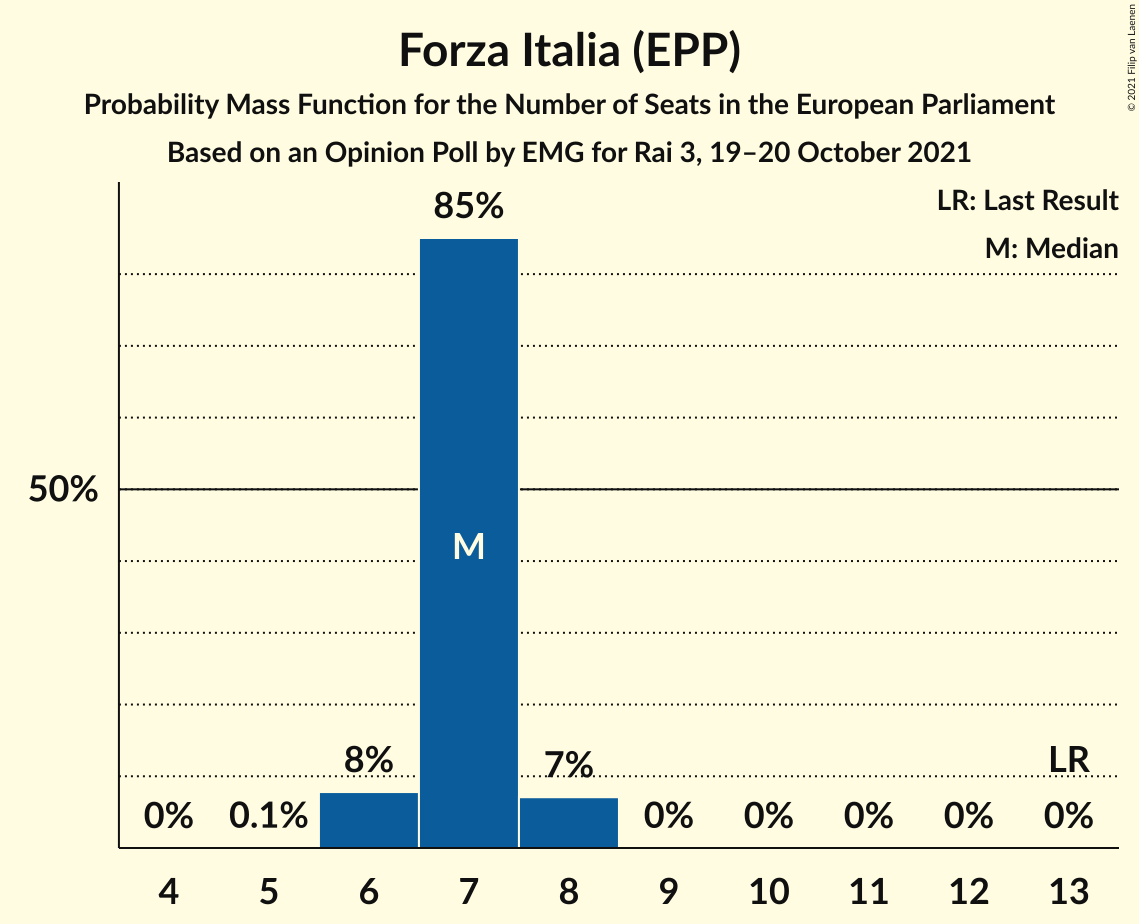 Forza Italia (EPP)
Probability Mass Function for the Number of Seats in the European Parliament
Based on an Opinion Poll by EMG for Rai 3, 19–20 October 2021
© 2021 Filip van Laenen
LR: Last Result
M: Median
85%
50%
M
8%
7%
LR
0%
0.1%
0%
0%
0%
0%
0%
4 5 6 7 8 9 10 11 12 13